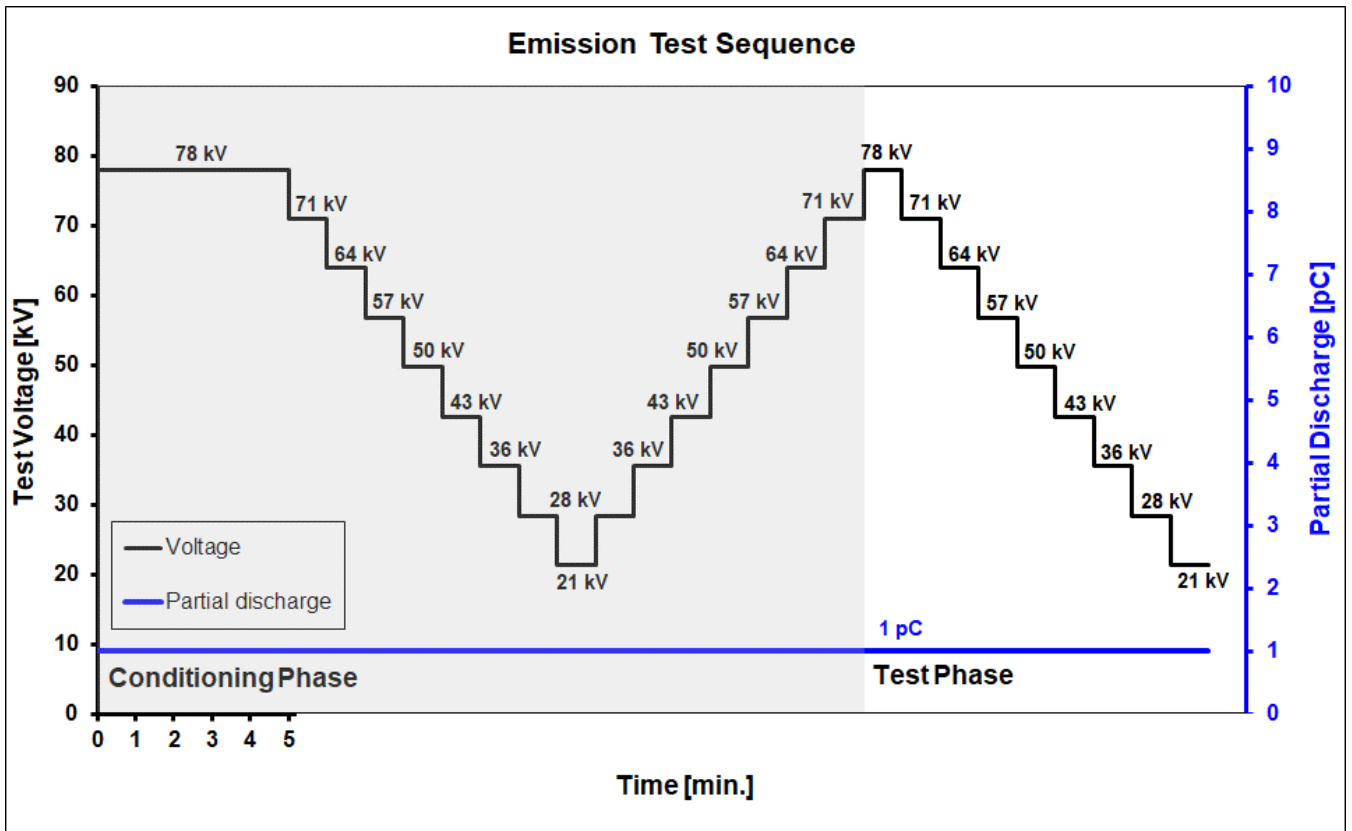 Emission Test Sequence
90
80
70
60
50
40
30
20
10
0
Test Voltage [kV]
10
9
8
7
6
5
4
3
2
1
0
Partial Discharge [pC]
78 kV
71 kV
64 kV
57 kV
50 kV
43 kV
36 kV
28 kV
21 kV
36 kV
43 kV
50 kV
57 kV
64 kV
71 kV
78 kV
71 kV
64 kV
57 kV
50 kV
43 kV
36 kV
28 kV
21 kV
Voltage
Partial discharge
1 pC
Conditioning Phase
Test Phase
0 1 2 3 4 5
Time [min.]